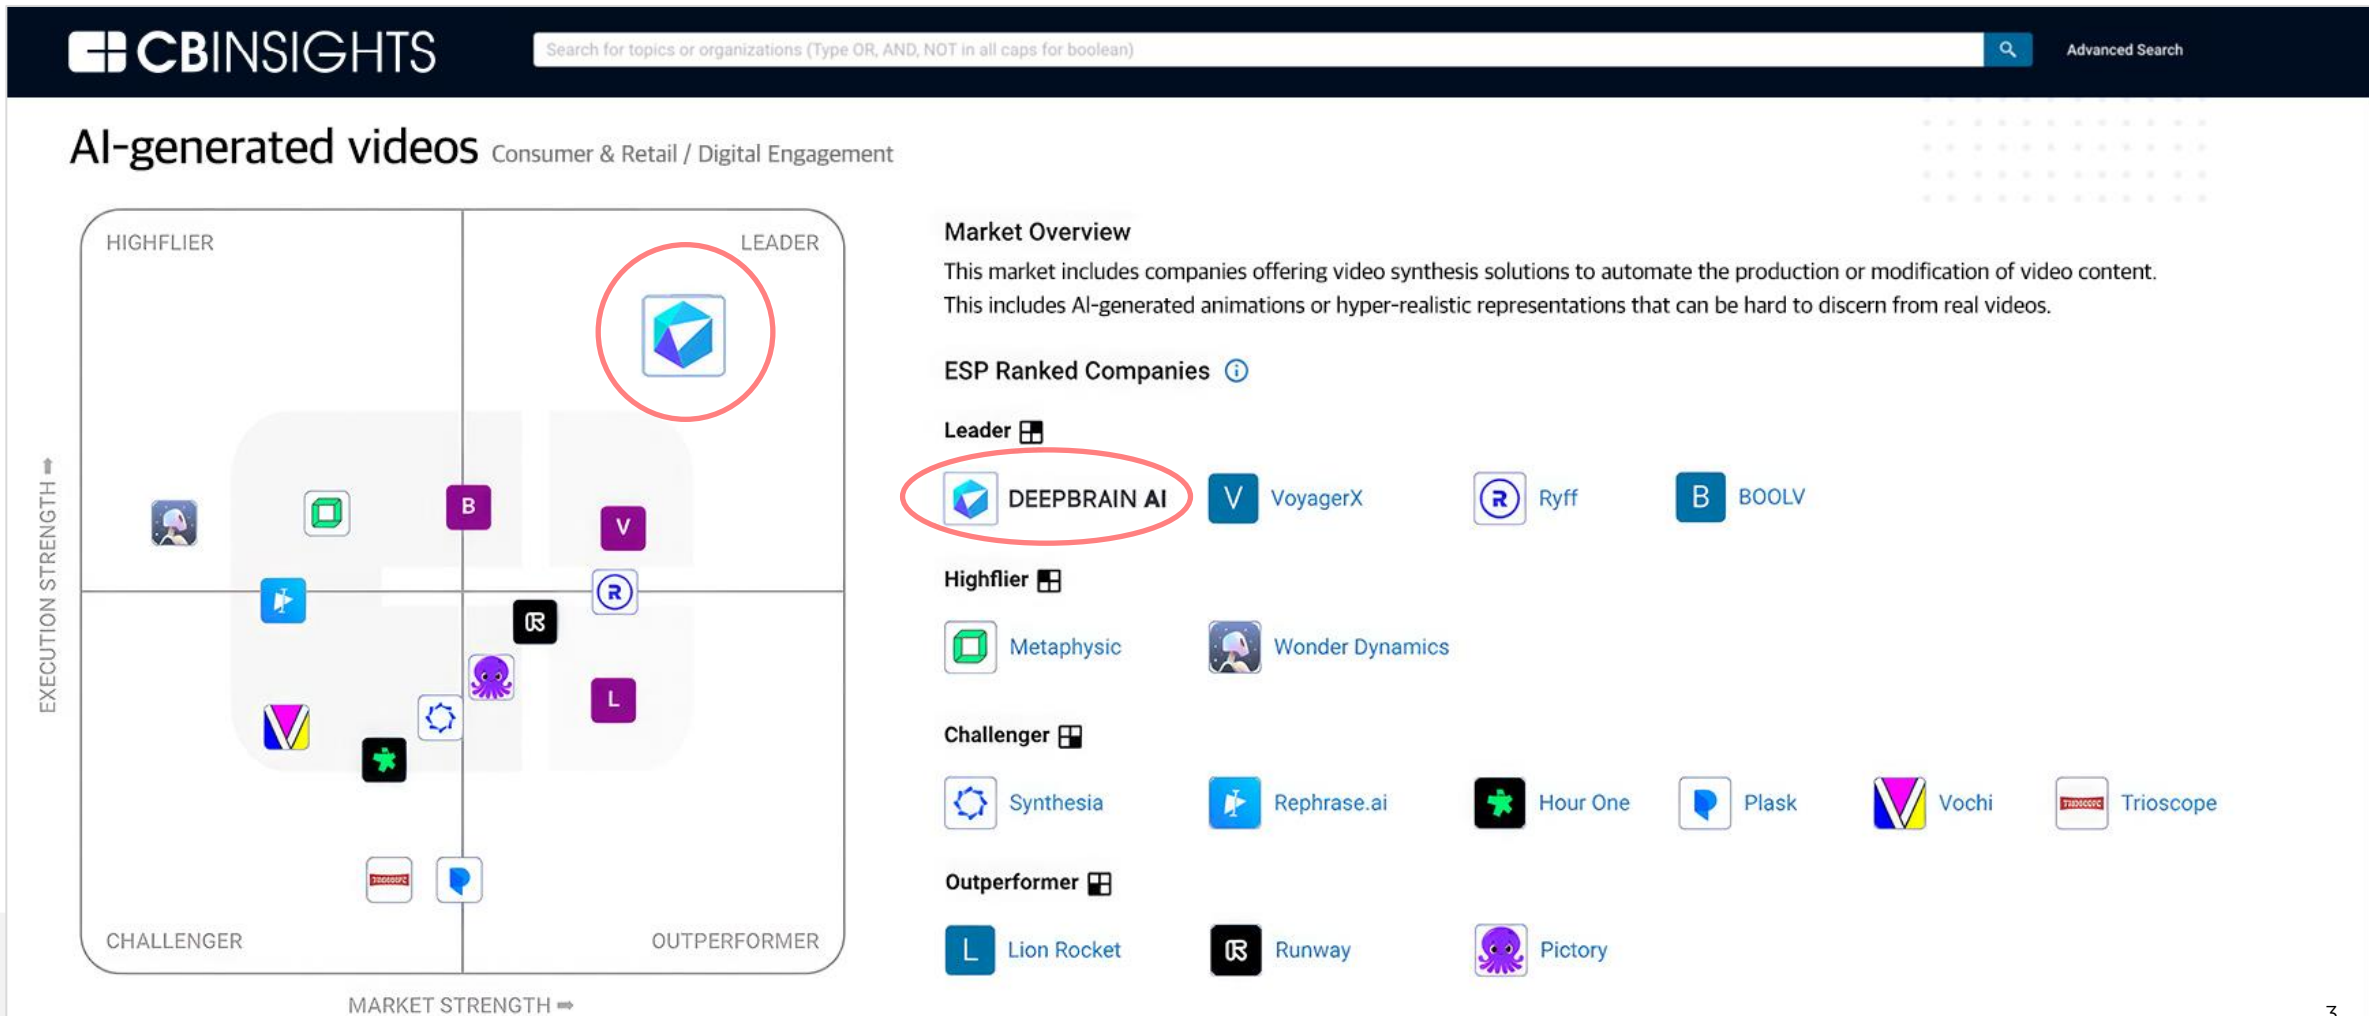 CBINSIGHTS
Search for topics or organizations (Type OR, AND, NOT in all caps for boolean)
Advanced Search
AI-generated videos Consumer & Retail / Digital Engagement
HIGHFLIER
LEADER
B
V
R
R
L
TRIOSCOPE
CHALLENGER
OUTPERFORMER
EXECUTION STRENGTH
MARKET STRENGTH
Market Overview
This market includes companies offering video synthesis solutions to automate the production or modification of video content.
This includes AI-generated animations or hyper-realistic representations that can be hard to discern from real videos.
ESP Ranked Companies
Leader
DEEPBRAIN AI
V VoyagerX
R Ryff
B BOOLV
Highflier
Metaphysic
Wonder Dynamics
Challenger
Synthesia
Rephrase.ai
Hour One
Plask
Vochi
TRIOSCOPE Trioscope
Outperformer
L Lion Rocket
R Runway
Pictory
3